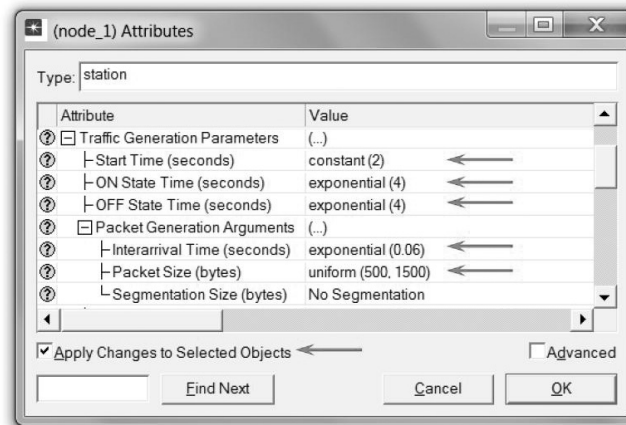 (node_1) Attributes
Type: station
Attribute Value
Traffic Generation Parameters (...)
Start Time (seconds) constant (2)
ON State Time (seconds) exponential (4)
OFF State Time (seconds) exponential (4)
Packet Generation Arguments (...)
Interarrival Time (seconds) exponential (0.06)
Packet Size (bytes) uniform (500, 1500)
Segmentation Size (bytes) No Segmentation
Apply Changes to Selected Objects Advanced
Find Next Cancel OK